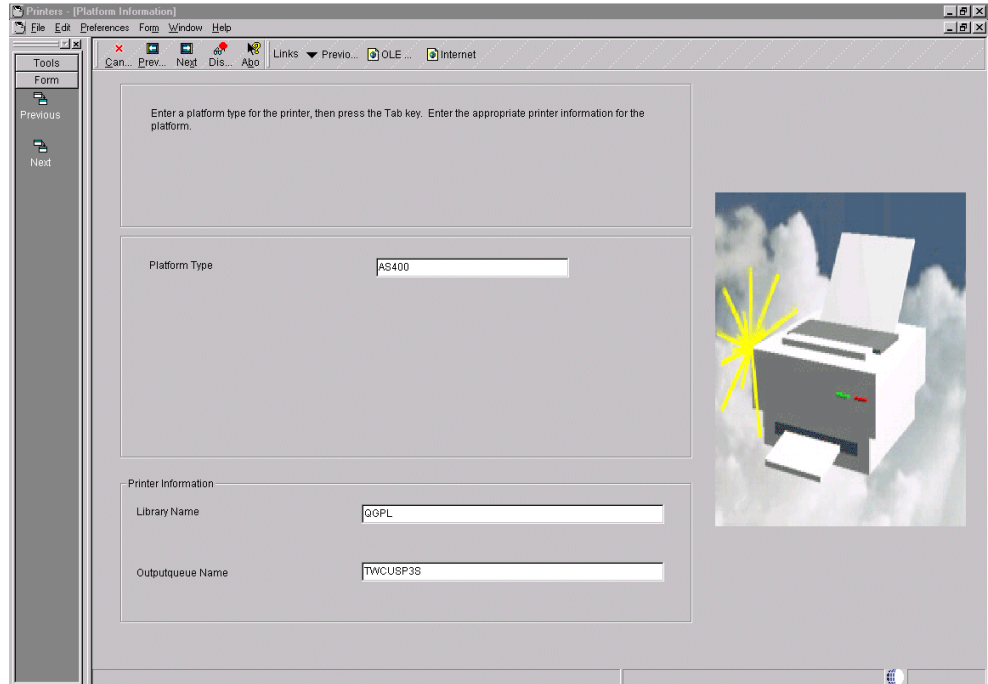 Printers - [Platform Information]
File Edit Preferences Form Window Help
Can... Prev... Next Dis... Abo Links Previo... OLE ... Internet
Tools
Form
Previous
Next
Enter a platform type for the printer, then press the Tab key. Enter the appropriate printer information for the
platform.
Platform Type AS400
Printer Information
Library Name QGPL
Outputqueue Name TWCUSP3S